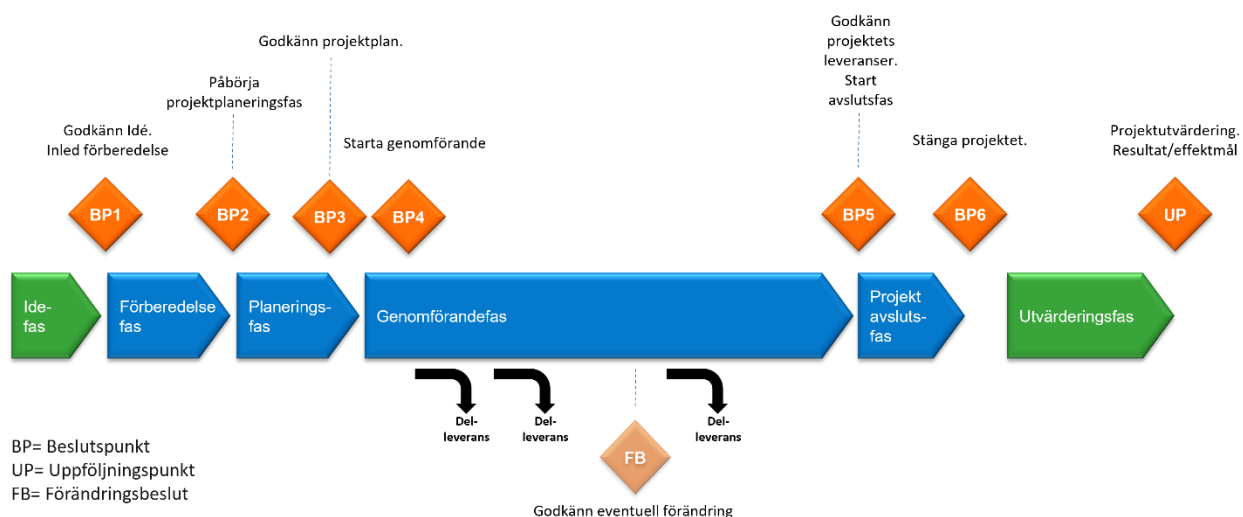 Godkänn projektplan.
Godkänn
projektets
leveranser.
Start
avslutsfas
Påbörja
projektplaneringsfas
Godkänn Idé.
Inled förberedelse
Starta genomförande
Stänga projektet.
Projektutvärdering.
Resultat/effektmål
BP1
BP2
BP3
BP4
BP5
BP6
UP
Ide-
fas
Förberedelse
fas
Planerings-
fas
Genomförandefas
Projekt
avsluts-
fas
Utvärderingsfas
Del-
leverans
Del-
leverans
Del-
leverans
FB
BP= Beslutspunkt
UP= Uppföljningspunkt
FB= Förändringsbeslut
Godkänn eventuell förändring